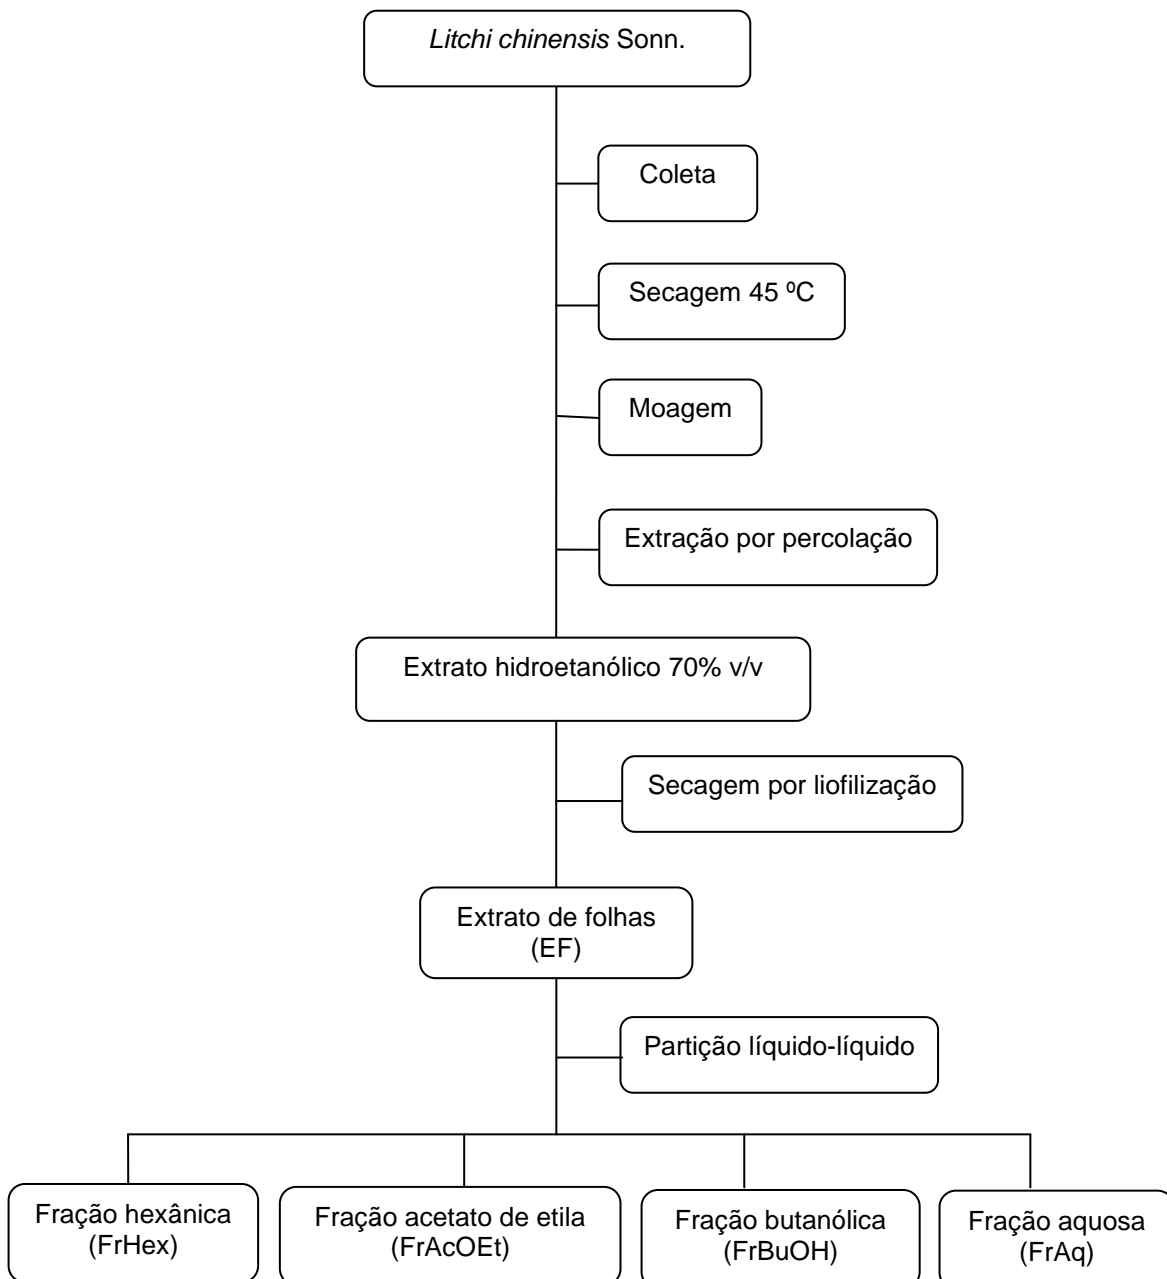 Litchi chinensis Sonn.
Coleta
Secagem 45 ºC
Moagem
Extração por percolação
Extrato hidroetanólico 70% v/v
Secagem por liofilização
Extrato de folhas
(EF)
Partição líquido-líquido
Fração hexânica
(FrHex)
Fração acetato de etila
(FrAcOEt)
Fração butanólica
(FrBuOH)
Fração aquosa
(FrAq)